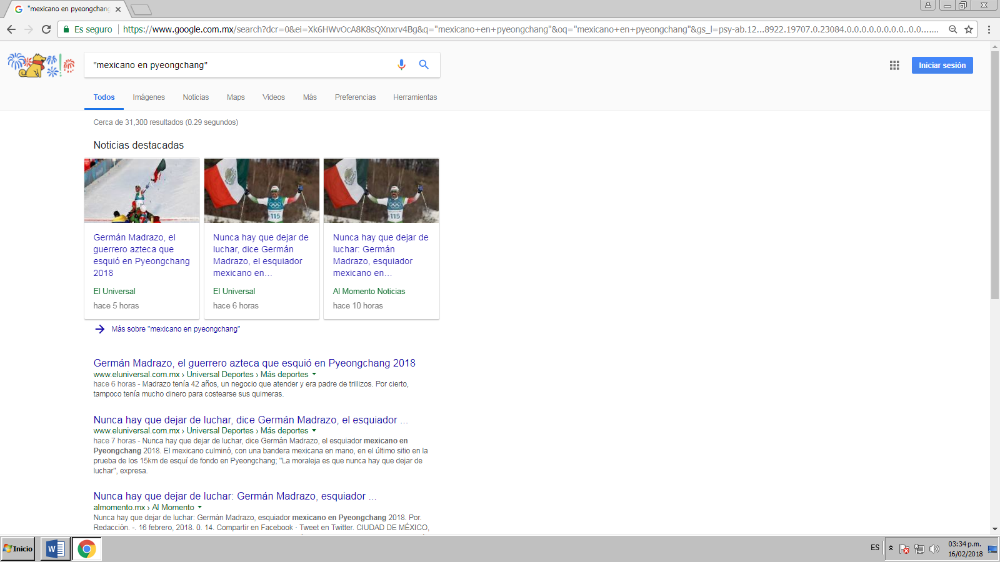 "mexicano en pyeongchang
Es seguro
https://www.google.com.mx/search?dcr=0&ei=Xk6HWvOcA8K8sQXnxrv4Bg&q="mexicano+en+pyeongchang"&oq="mexicano+en+pyeongchang"&gs_l=psy-ab.12...8922.19707.0.23084.0.0.0.0.0.0.0..0.0.......
"mexicano en pyeongchang"
Iniciar sesión
Todos Imágenes Noticias Maps Videos Más Preferencias Herramientas
Cerca de 31,300 resultados (0.29 segundos)
Noticias destacadas
115
115
Germán Madrazo, el
guerrero azteca que
esquió en Pyeongchang
2018
El Universal
hace 5 horas
Nunca hay que dejar de
luchar, dice Germán
Madrazo, el esquiador
mexicano en...
El Universal
hace 6 horas
Nunca hay que dejar de
luchar: Germán
Madrazo, esquiador
mexicano en...
Al Momento Noticias
hace 10 horas
Más sobre "mexicano en pyeongchang"
Germán Madrazo, el guerrero azteca que esquió en Pyeongchang 2018
www.eluniversal.com.mx › Universal Deportes › Más deportes
hace 6 horas - Madrazo tenía 42 años, un negocio que atender y era padre de trillizos. Por cierto,
tampoco tenía mucho dinero para costearse sus quimeras.
Nunca hay que dejar de luchar, dice Germán Madrazo, el esquiador ...
www.eluniversal.com.mx › Universal Deportes › Más deportes
hace 7 horas - Nunca hay que dejar de luchar, dice Germán Madrazo, el esquiador mexicano en
Pyeongchang 2018. El mexicano culminó, con una bandera mexicana en mano, en el último sitio en la
prueba de los 15km de esquí de fondo en Pyeongchang; "La moraleja es que nunca hay que dejar de
luchar", expresa.
Nunca hay que dejar de luchar: Germán Madrazo, esquiador ...
almomento.mx › Al Momento
Nunca hay que dejar de luchar: Germán Madrazo, esquiador mexicano en Pyeongchang 2018. Por.
Redacción. -. 16 febrero, 2018. 0. 14. Compartir en Facebook · Tweet en Twitter. CIUDAD DE MÉXICO,
Inicio
ES
03:34 p.m.
16/02/2018